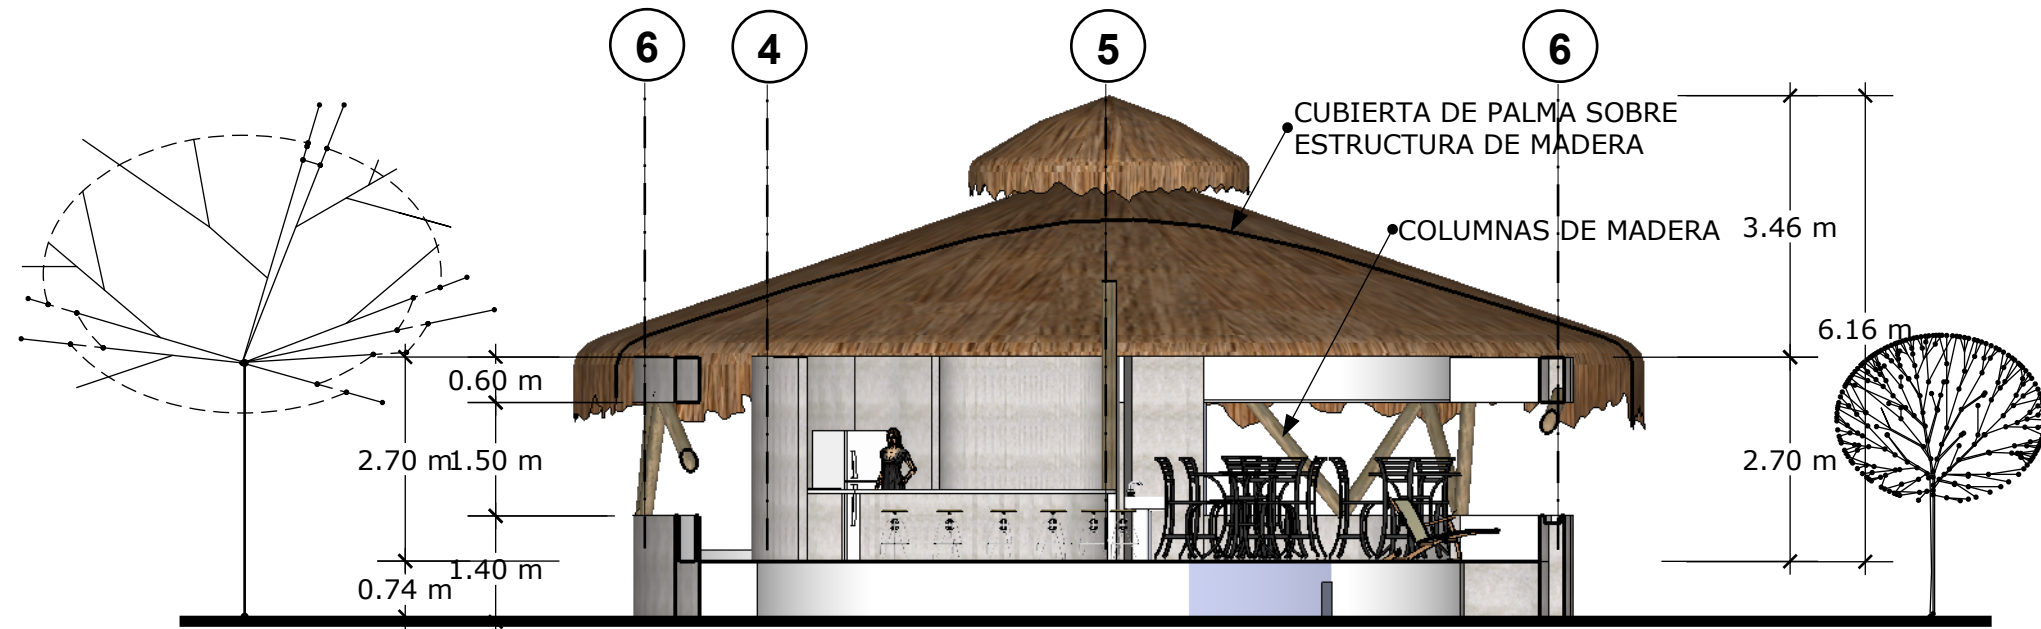 6
4
5
6
CUBIERTA DE PALMA SOBRE
ESTRUCTURA DE MADERA
COLUMNAS DE MADERA
3.46 m
6.16 m
0.60 m
2.70 m
1.50 m
2.70 m
1.40 m
0.74 m